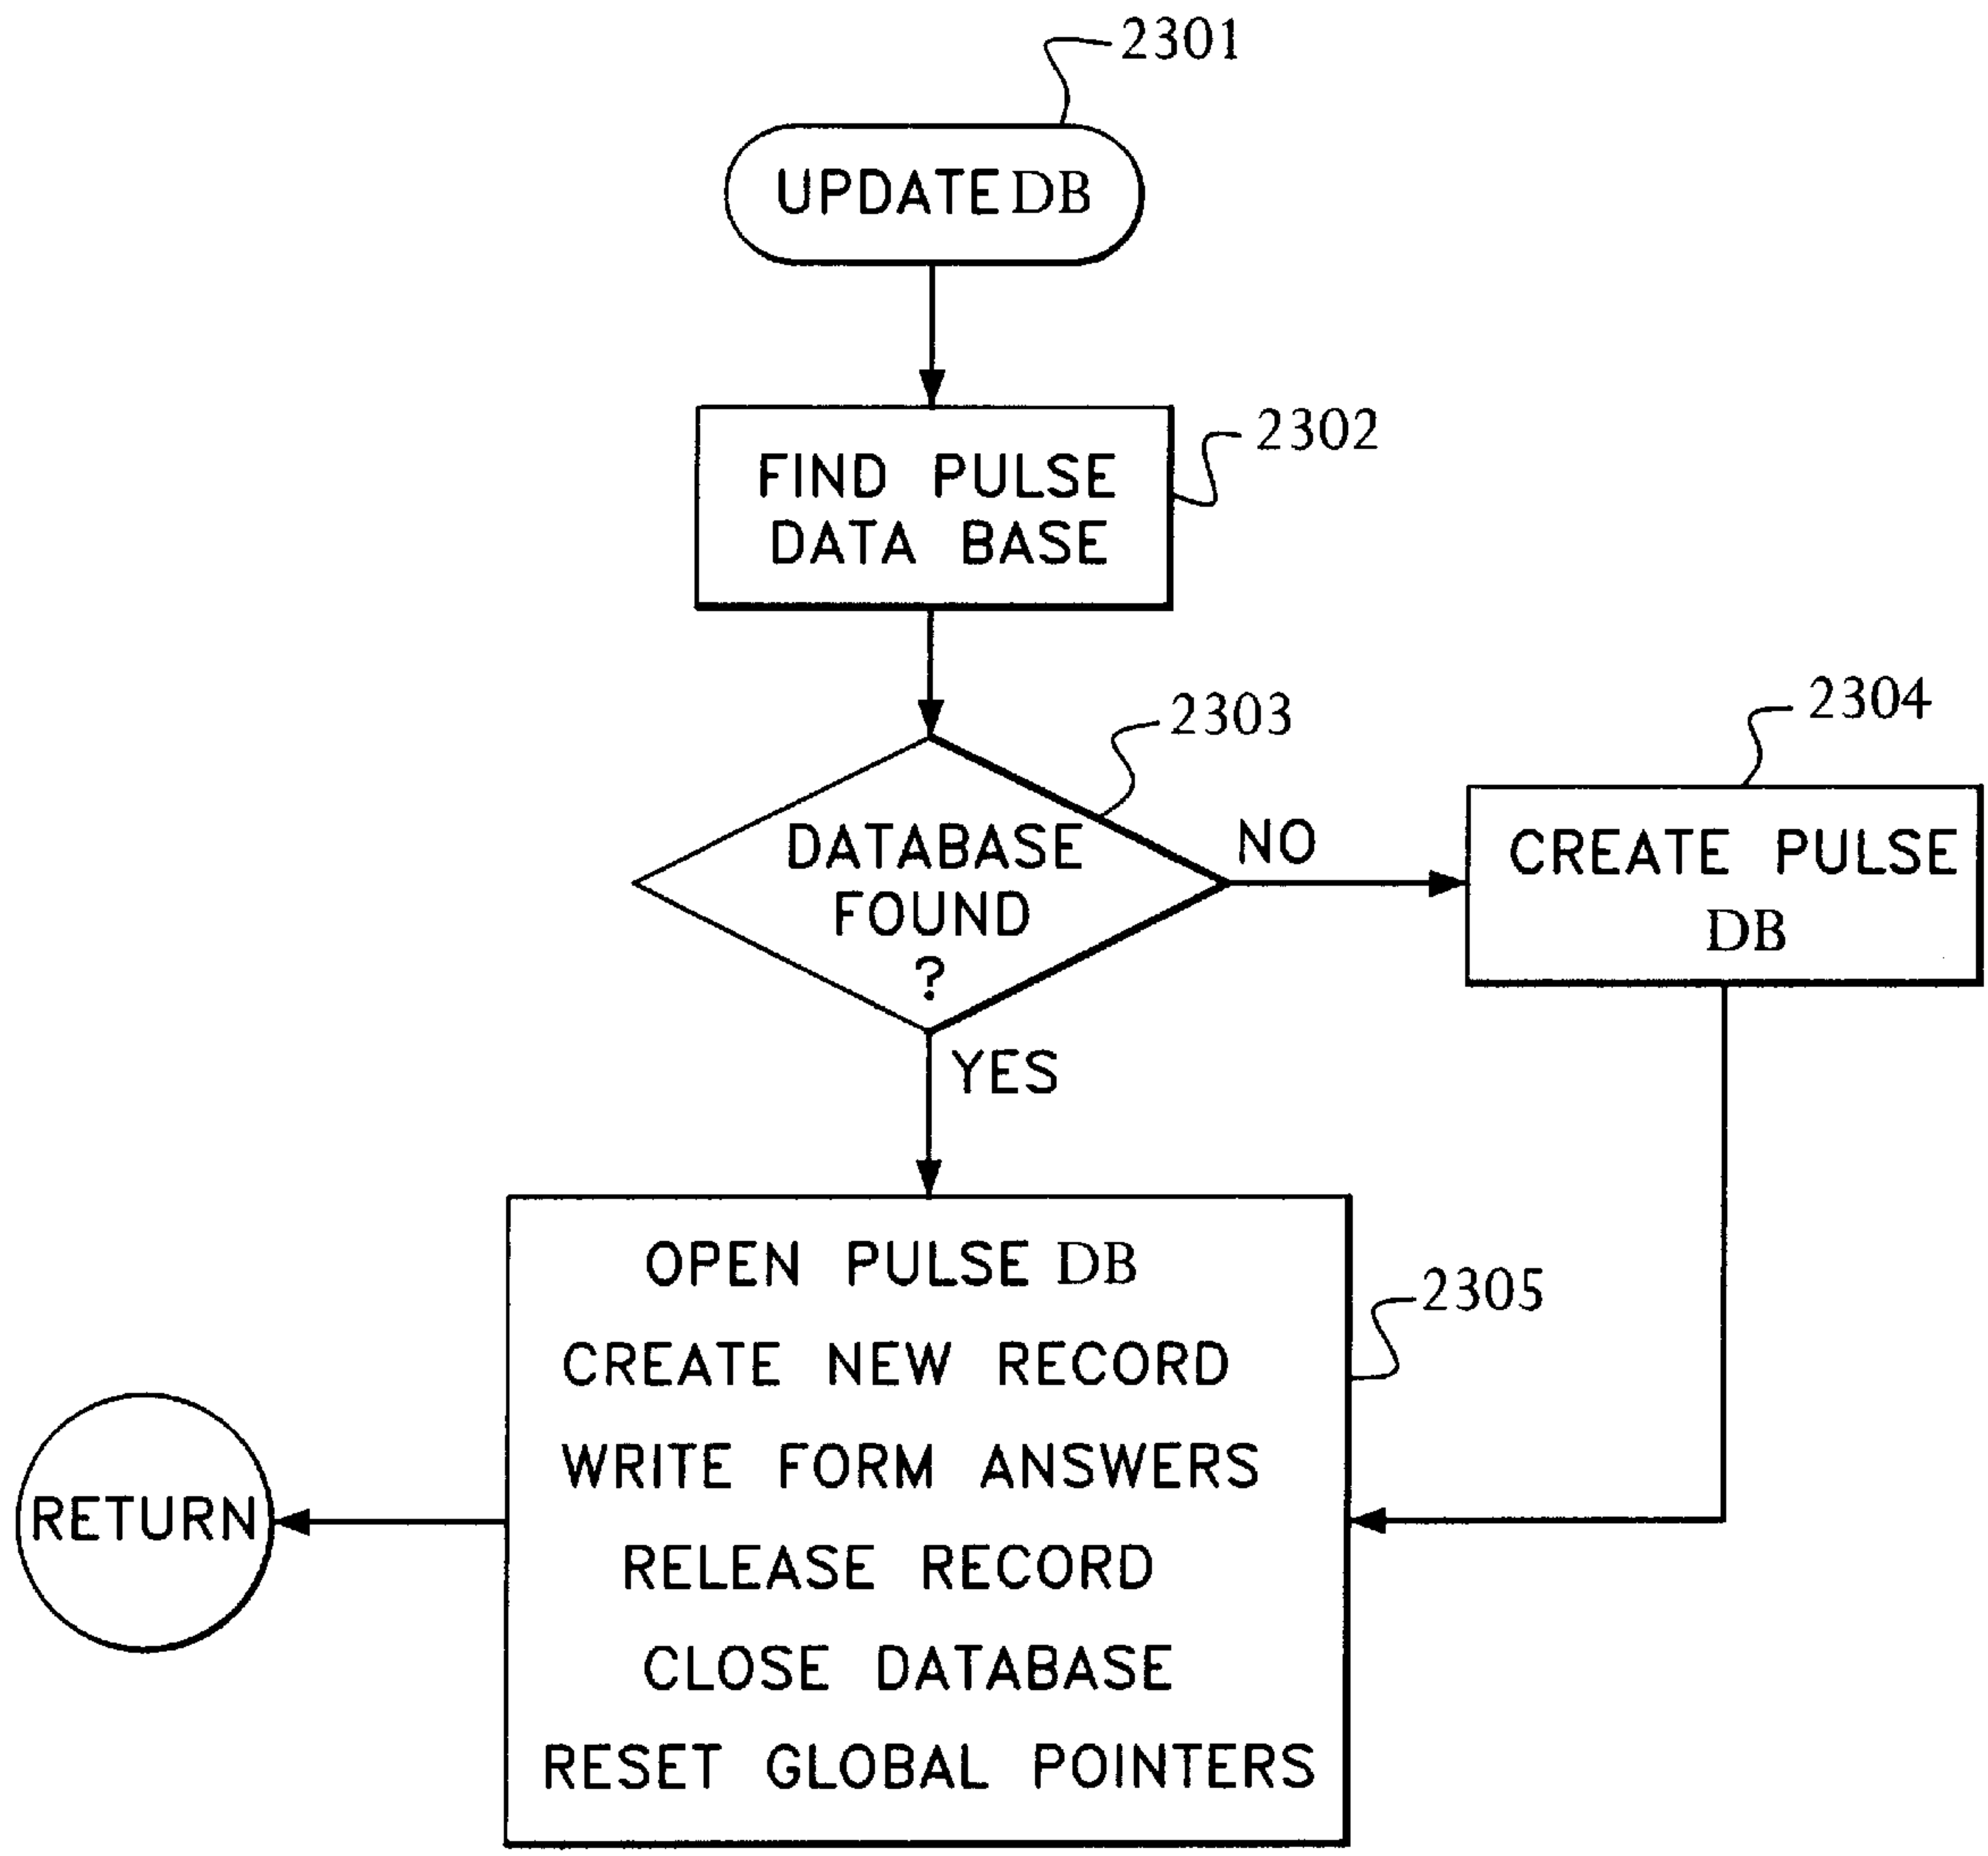 2301
UPDATE DB
2302
FIND PULSE
DATA BASE
2303
2304
DATABASE
FOUND
?
NO
CREATE PULSE
DB
YES
OPEN PULSE DB
2305
CREATE NEW RECORD
WRITE FORM ANSWERS
RELEASE RECORD
CLOSE DATABASE
RESET GLOBAL POINTERS
RETURN